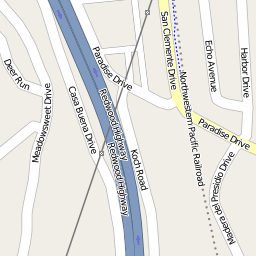 San Clemente Drive
Echo Avenue
Harbor Drive
Paradise Drive
Deer Run
Northwestern Pacific Railroad
Redwood Highway
Meadowsweet Drive
Casa Buena Drive
Paradise Drive
Redwood Highway
Koch Road
Madera del Presidio Drive